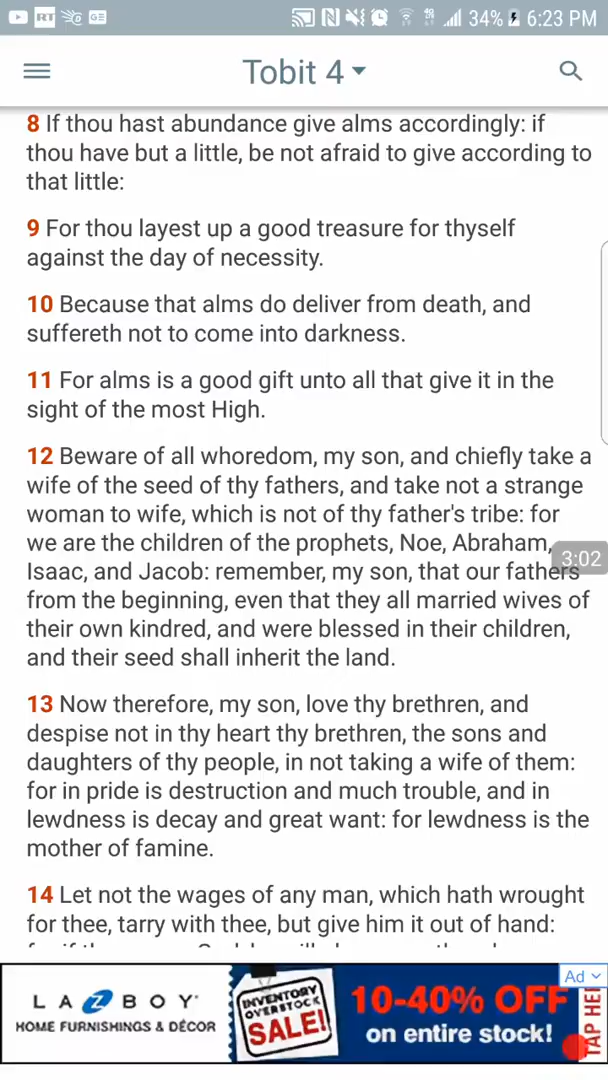 RT GE 34% 6:23 PM
Tobit 4
8 If thou hast abundance give alms accordingly: if
thou have but a little, be not afraid to give according to
that little:
9 For thou layest up a good treasure for thyself
against the day of necessity.
10 Because that alms do deliver from death, and
suffereth not to come into darkness.
11 For alms is a good gift unto all that give it in the
sight of the most High.
12 Beware of all whoredom, my son, and chiefly take a
wife of the seed of thy fathers, and take not a strange
woman to wife, which is not of thy father's tribe: for
we are the children of the prophets, Noe, Abraham,
3:02
Isaac, and Jacob: remember, my son, that our fathers
from the beginning, even that they all married wives of
their own kindred, and were blessed in their children,
and their seed shall inherit the land.
13 Now therefore, my son, love thy brethren, and
despise not in thy heart thy brethren, the sons and
daughters of thy people, in not taking a wife of them:
for in pride is destruction and much trouble, and in
lewdness is decay and great want: for lewdness is the
mother of famine.
14 Let not the wages of any man, which hath wrought
for thee, tarry with thee, but give him it out of hand:
Ad
LA Z BOY
HOME FURNISHINGS & DÉCOR
INVENTORY
OVERSTOCK
SALE!
10-40% OFF
on entire stock!
TAP HE